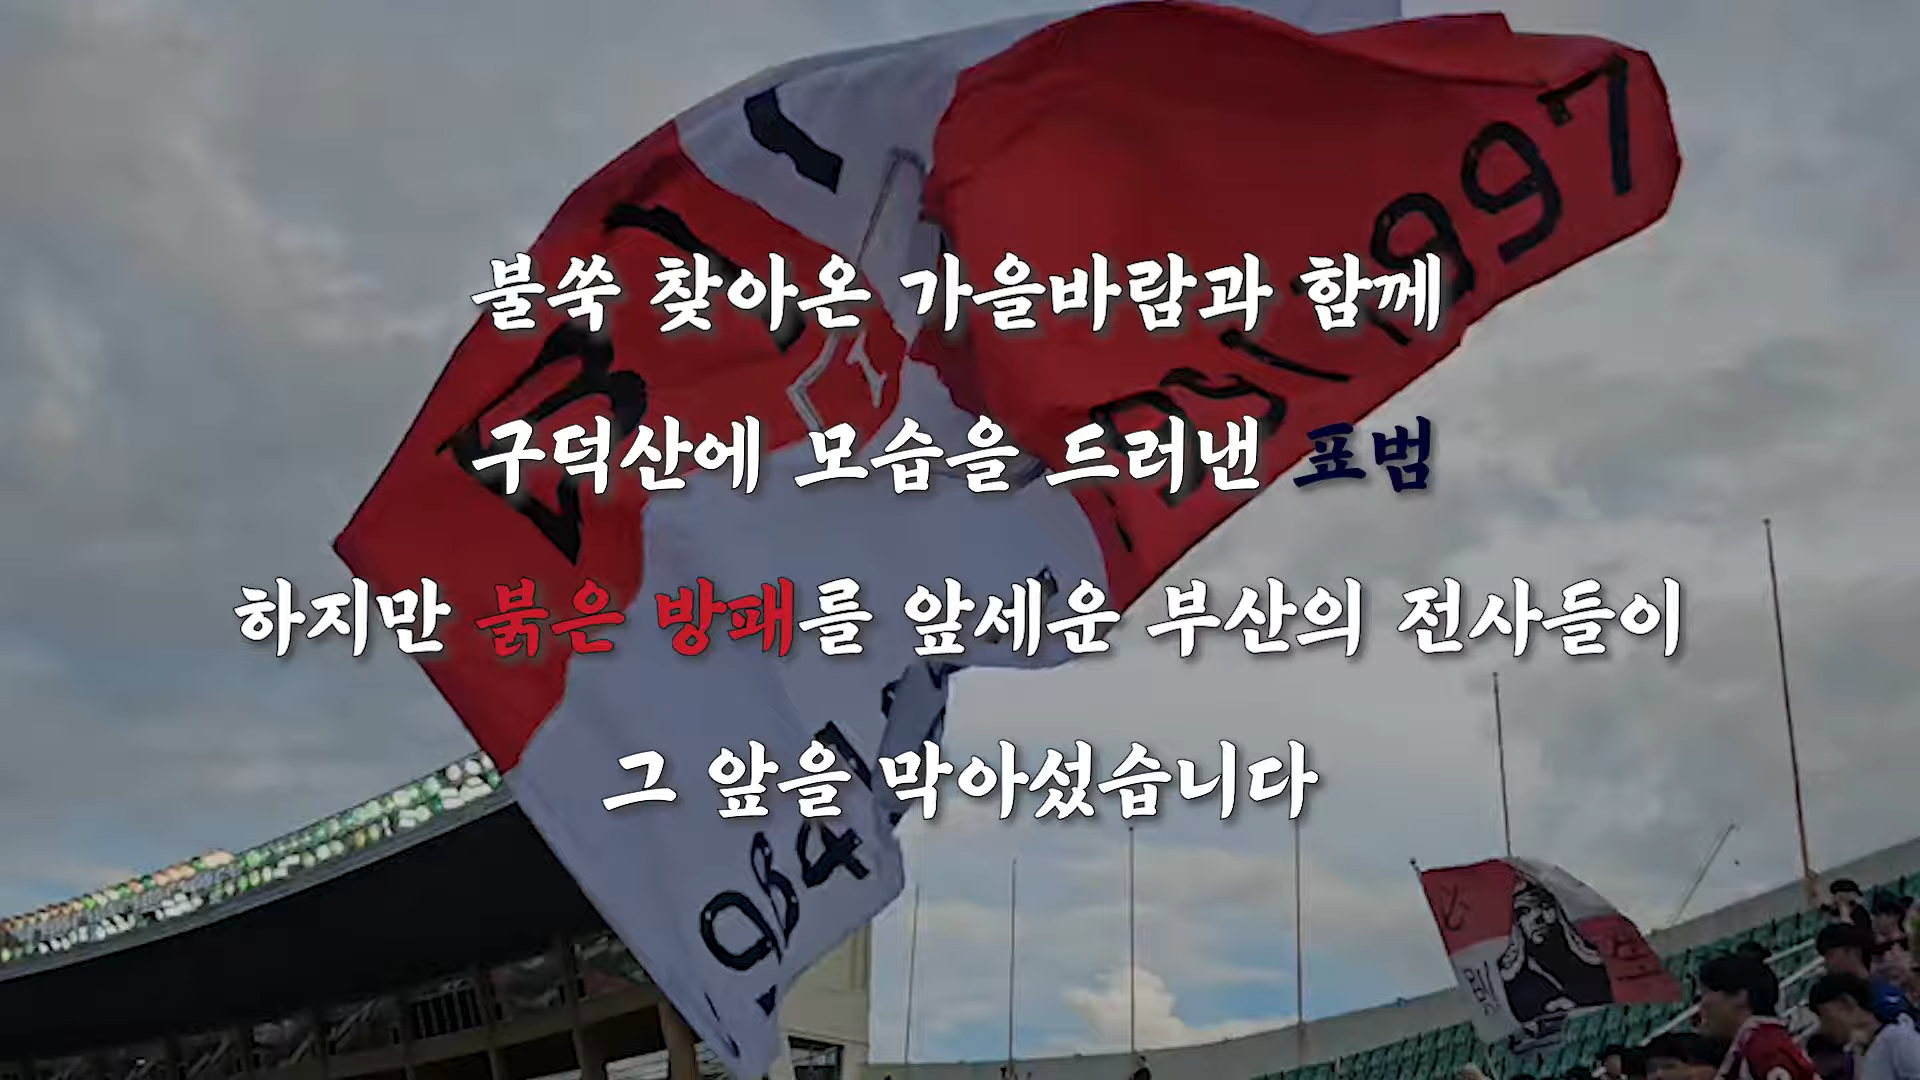 불쑥 찾아온 가을바람과 함께
구덕산에 모습을 드러낸 표범
하지만 붉은 방패를 앞세운 부산의 전사들이
그 앞을 막아섰습니다
1997